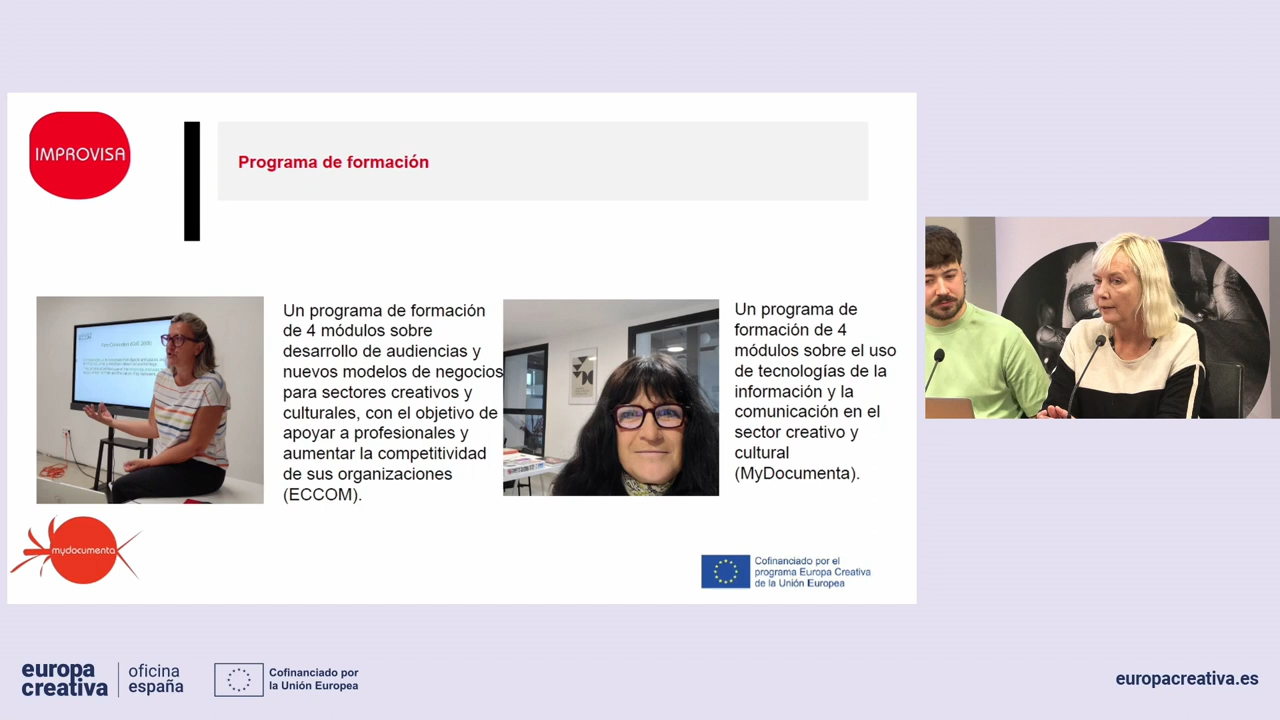 IMPROVISA
Programa de formación
Un programa de formación
de 4 módulos sobre
desarrollo de audiencias y
nuevos modelos de negocios
para sectores creativos y
culturales, con el objetivo de
apoyar a profesionales y
aumentar la competitividad
de sus organizaciones
(ECCOM).
Un programa de
formación de 4
módulos sobre el uso
de tecnologías de la
información y la
comunicación en el
sector creativo y
cultural
(MyDocumenta).
mydocumenta
Cofinanciado por el
programa Europa Creativa
de la Unión Europea
europa
creativa
oficina
españa
Cofinanciado por
la Unión Europea
europacreativa.es